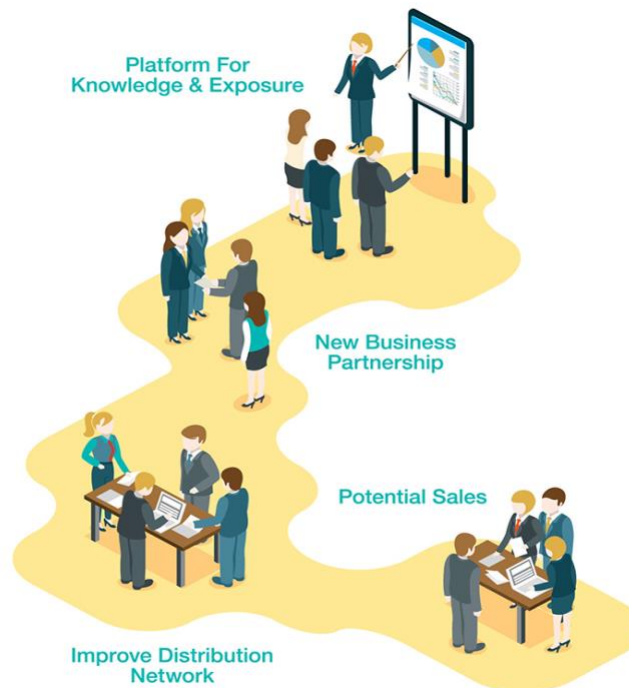 Platform For
Knowledge & Exposure
New Business
Partnership
Potential Sales
Improve Distribution
Network